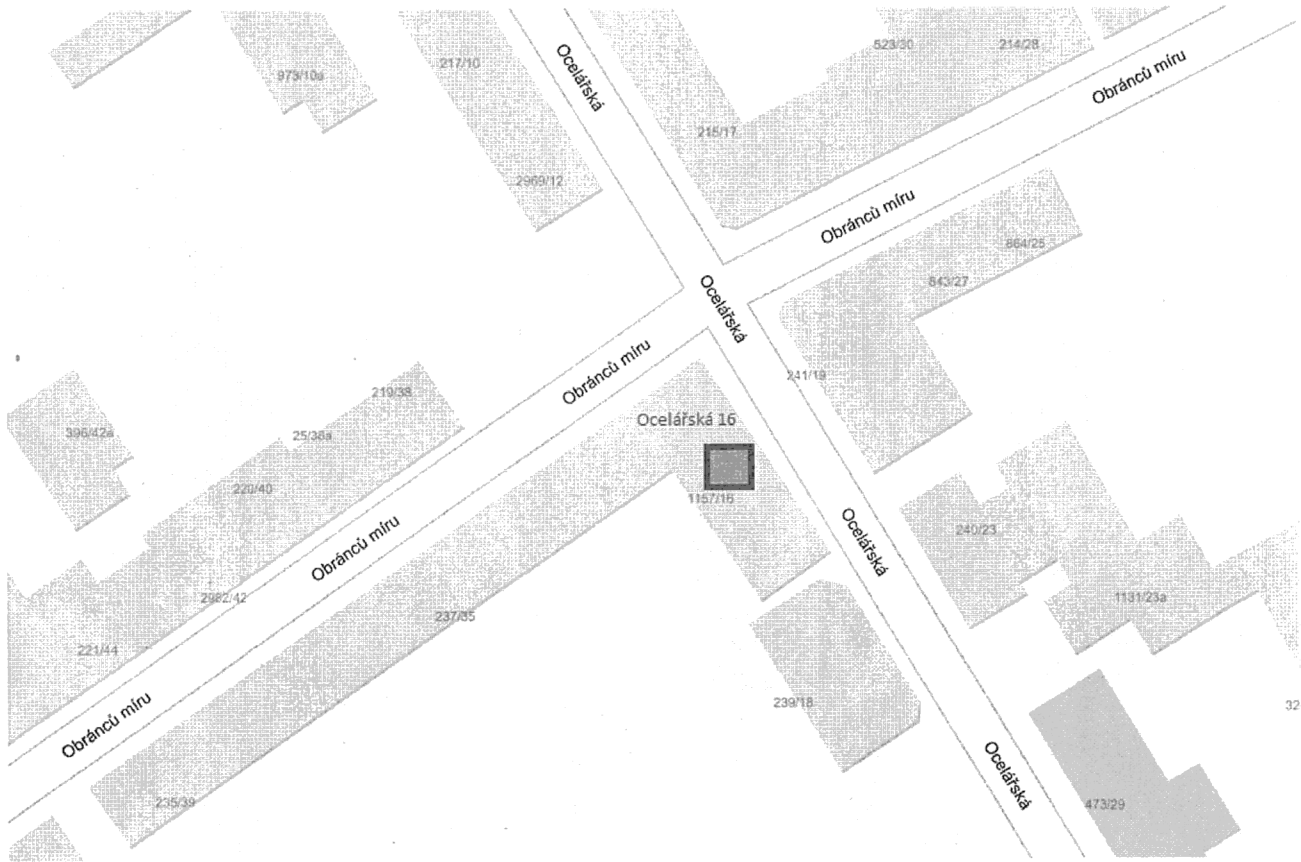 523/30
214/28
Ocelářská
217/10
973/10a
Obránců míru
215/17
2969/12
Obránců míru
864/25
843/27
Ocelářská
Obránců míru
241/19
219/38
Ocelářská 16
396/42a
25/38a
220/40
1157/16
Obránců míru
Ocelářská
240/23
2982/42
1131/23a
237/35
221/44
239/18
32
Obránců míru
Ocelářská
235/39
473/29